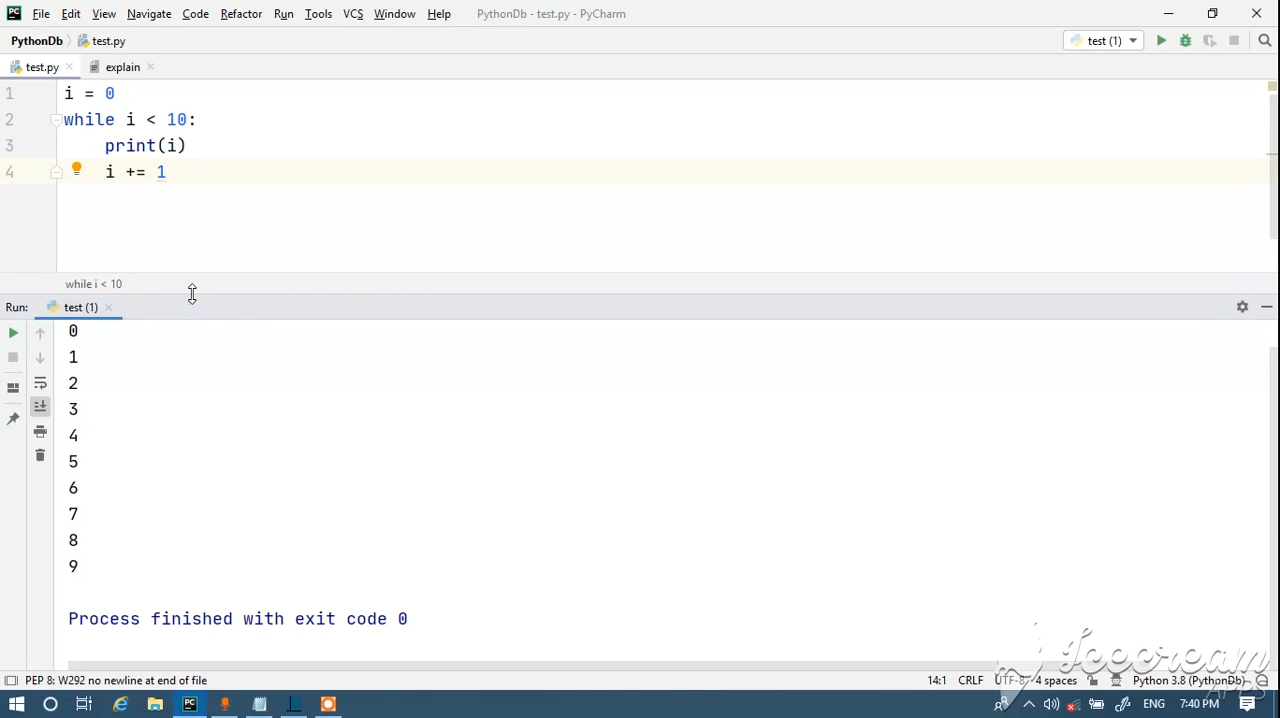 PC File Edit View Navigate Code Refactor Run Tools VCS Window Help PythonDb - test.py - PyCharm
PythonDb test.py test (1)
test.py explain
1 i = 0
2 while i < 10:
3 print(i)
4 i += 1
while i < 10
Run: test (1)
0
1
2
3
4
5
6
7
8
9
Process finished with exit code 0
Icecream
APPS
PEP 8: W292 no newline at end of file 14:1 CRLF UTF-8 4 spaces Python 3.8 (PythonDb)
PC ENG 7:40 PM